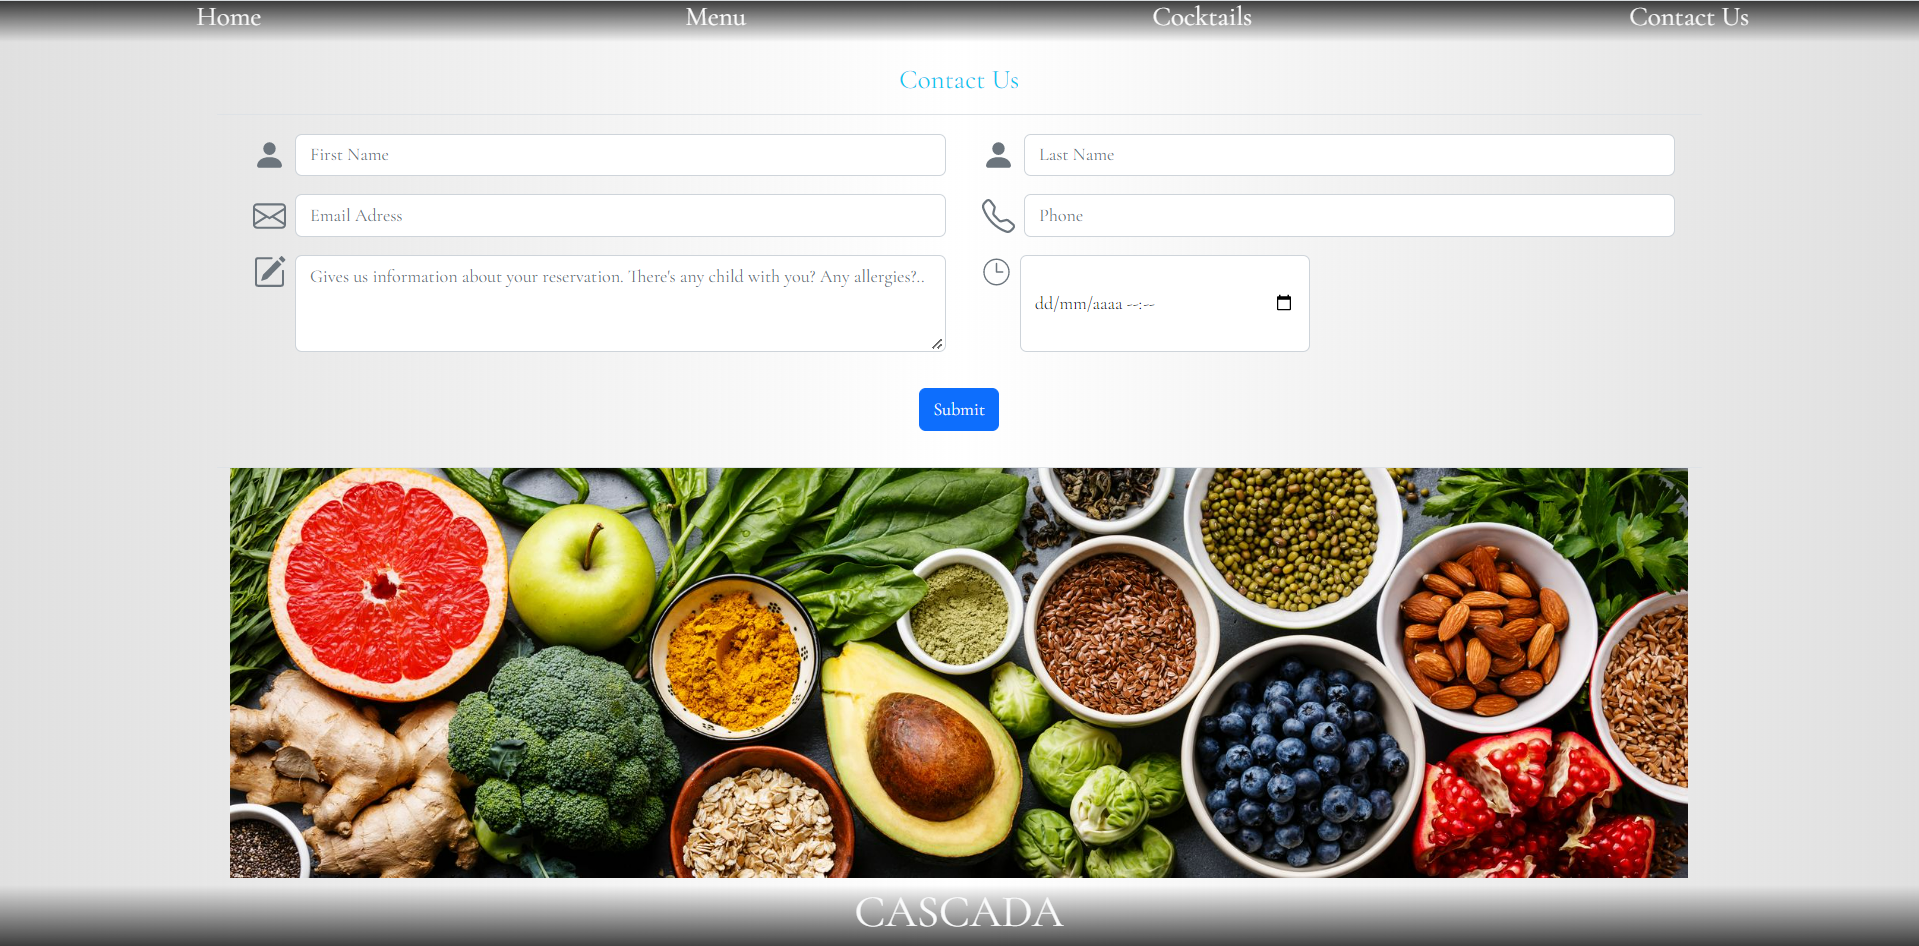 Home Menu Cocktails Contact Us
Contact Us
First Name Last Name
Email Adress Phone
Gives us information about your reservation. There's any child with you? Any allergies?..
dd/mm/aaaa --:--
Submit
CASCADA